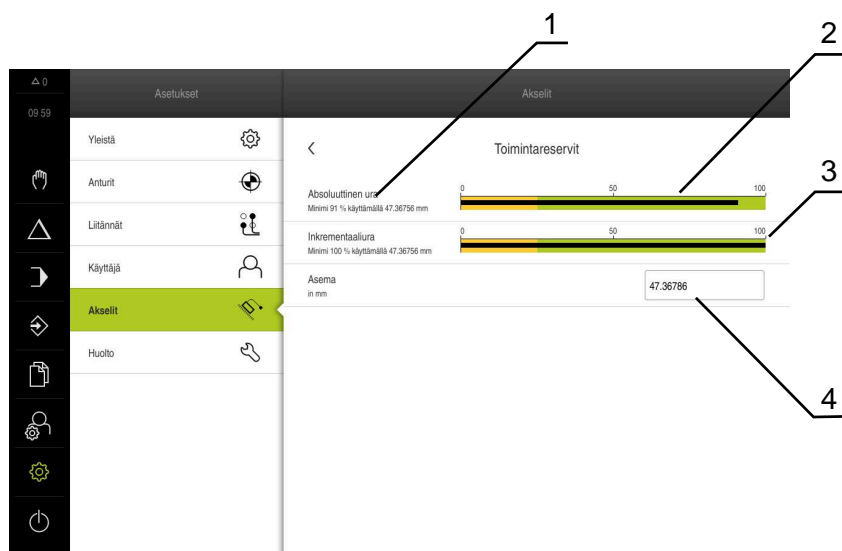 1
2
△ 0
Asetukset
Akselit
09 59
Yleistä
Toimintareservit
Anturit
Absoluuttinen ura
Minimi 91 % käyttämällä 47.36756 mm
0 50 100
3
Liitännät
Inkrementaaliura
Minimi 100 % käyttämällä 47.36756 mm
0 50 100
Käyttäjä
Asema
in mm
47.36786
Akselit
Huolto
4